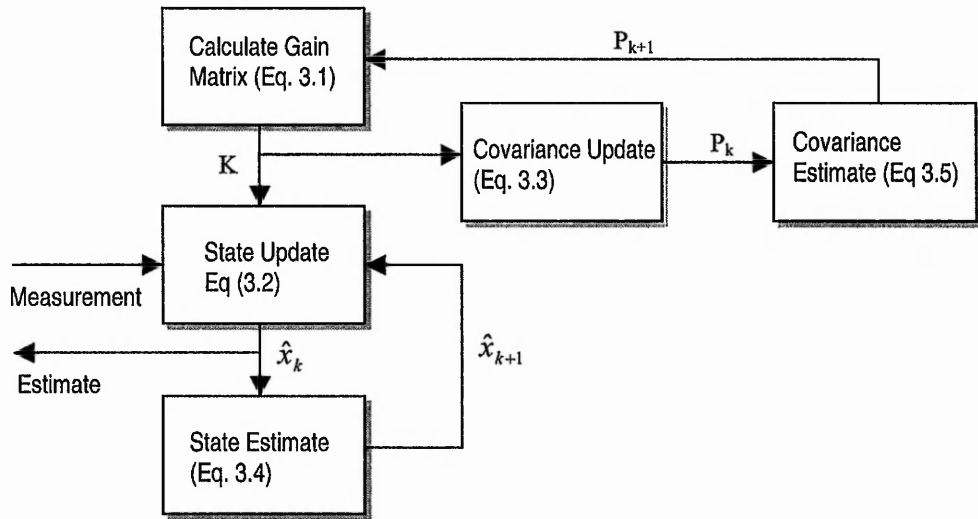 Calculate Gain
Matrix (Eq. 3.1)
P_{k+1}
K
Covariance Update
(Eq. 3.3)
P_k
Covariance
Estimate (Eq 3.5)
State Update
Eq (3.2)
Measurement
Estimate
x̂_k
x̂_{k+1}
State Estimate
(Eq. 3.4)